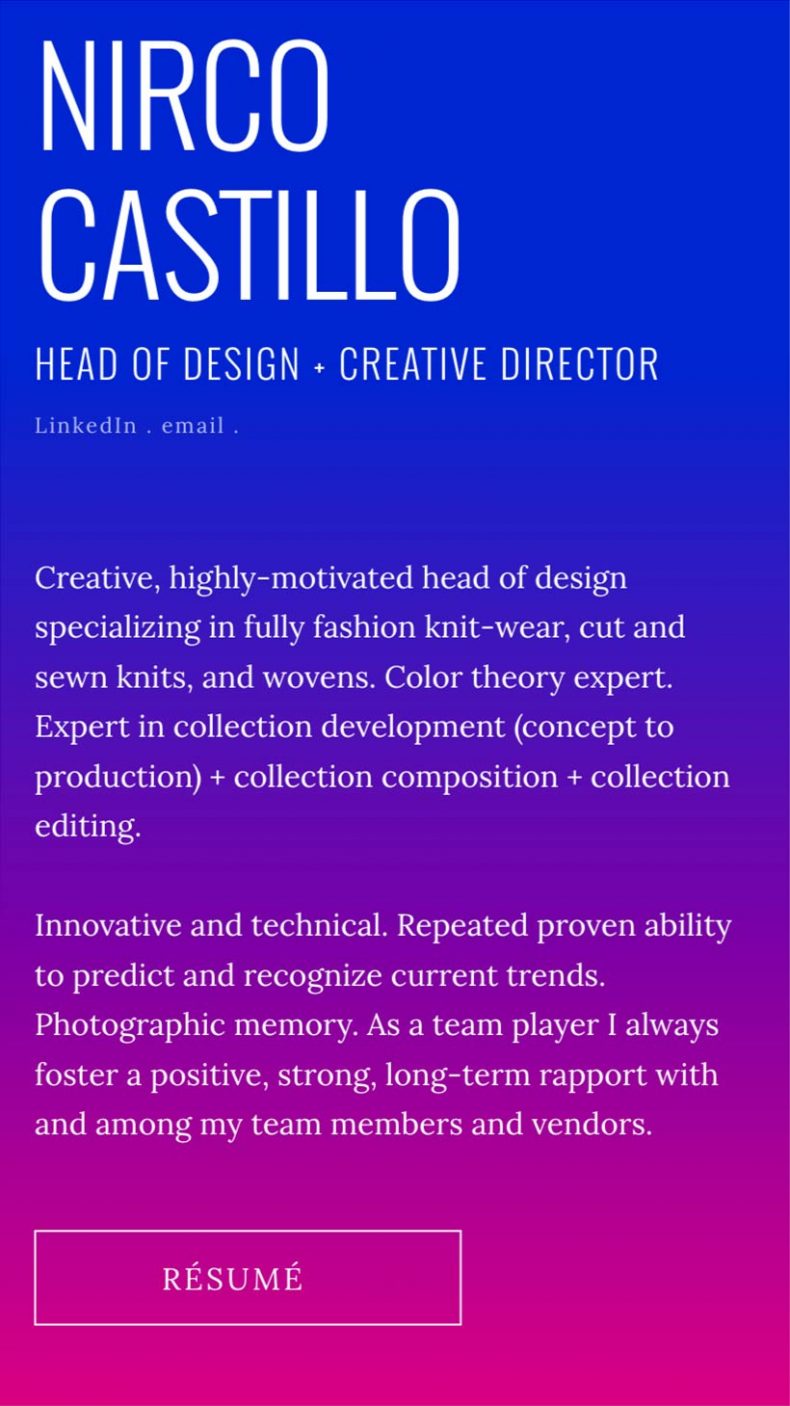 NIRCO
CASTILLO
HEAD OF DESIGN + CREATIVE DIRECTOR
LinkedIn . email .
Creative, highly-motivated head of design
specializing in fully fashion knit-wear, cut and
sewn knits, and wovens. Color theory expert.
Expert in collection development (concept to
production) + collection composition + collection
editing.
Innovative and technical. Repeated proven ability
to predict and recognize current trends.
Photographic memory. As a team player I always
foster a positive, strong, long-term rapport with
and among my team members and vendors.
RÉSUMÉ